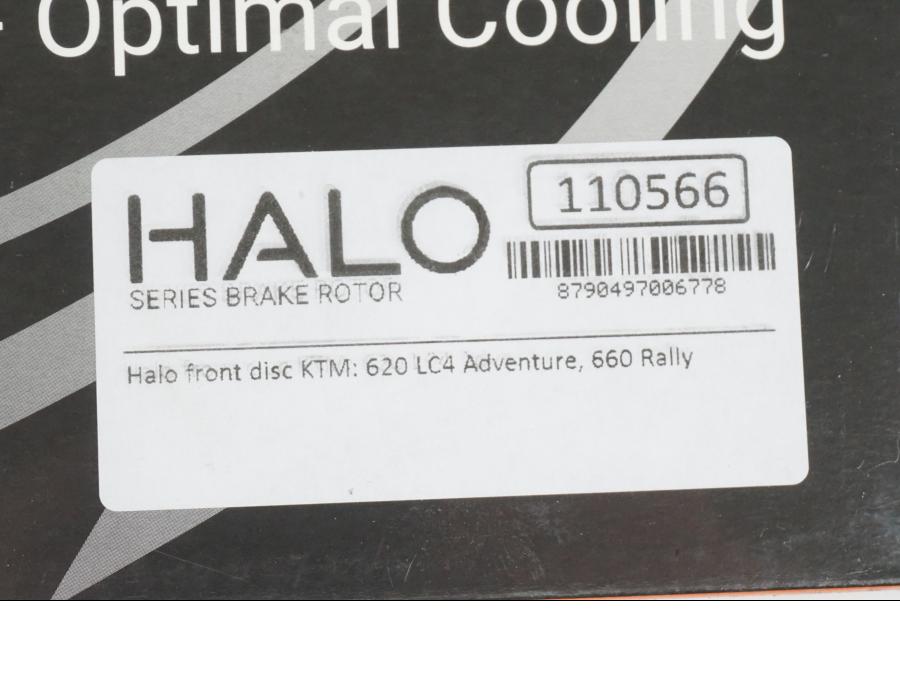 - Optimal Cooling
HALO
110566
8790497006778
SERIES BRAKE ROTOR
Halo front disc KTM: 620 LC4 Adventure, 660 Rally